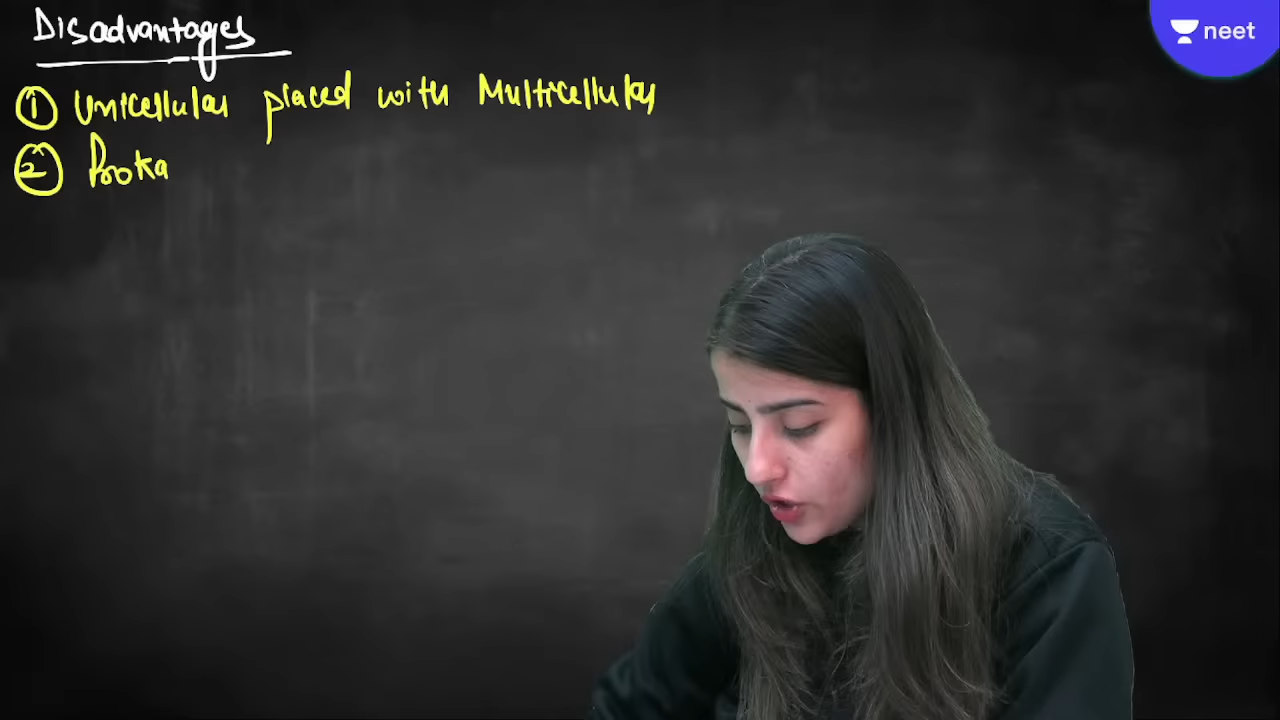 Disadvantages
neet
① Unicellular placed with Multicellular
② Proka